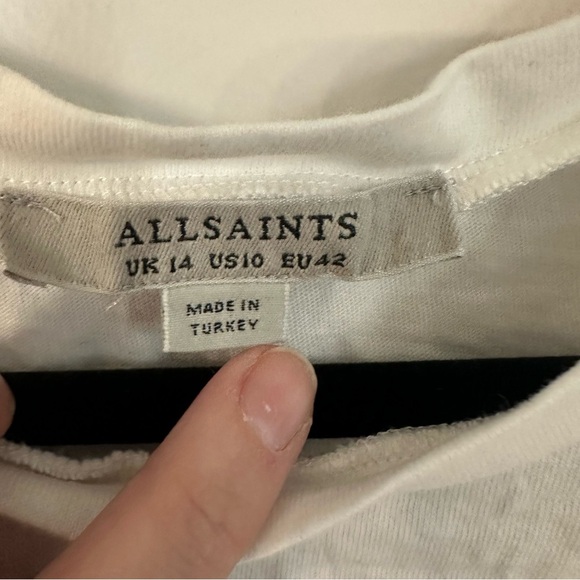 ALLSAINTS
UK 14 US10 EU42
MADE IN
TURKEY